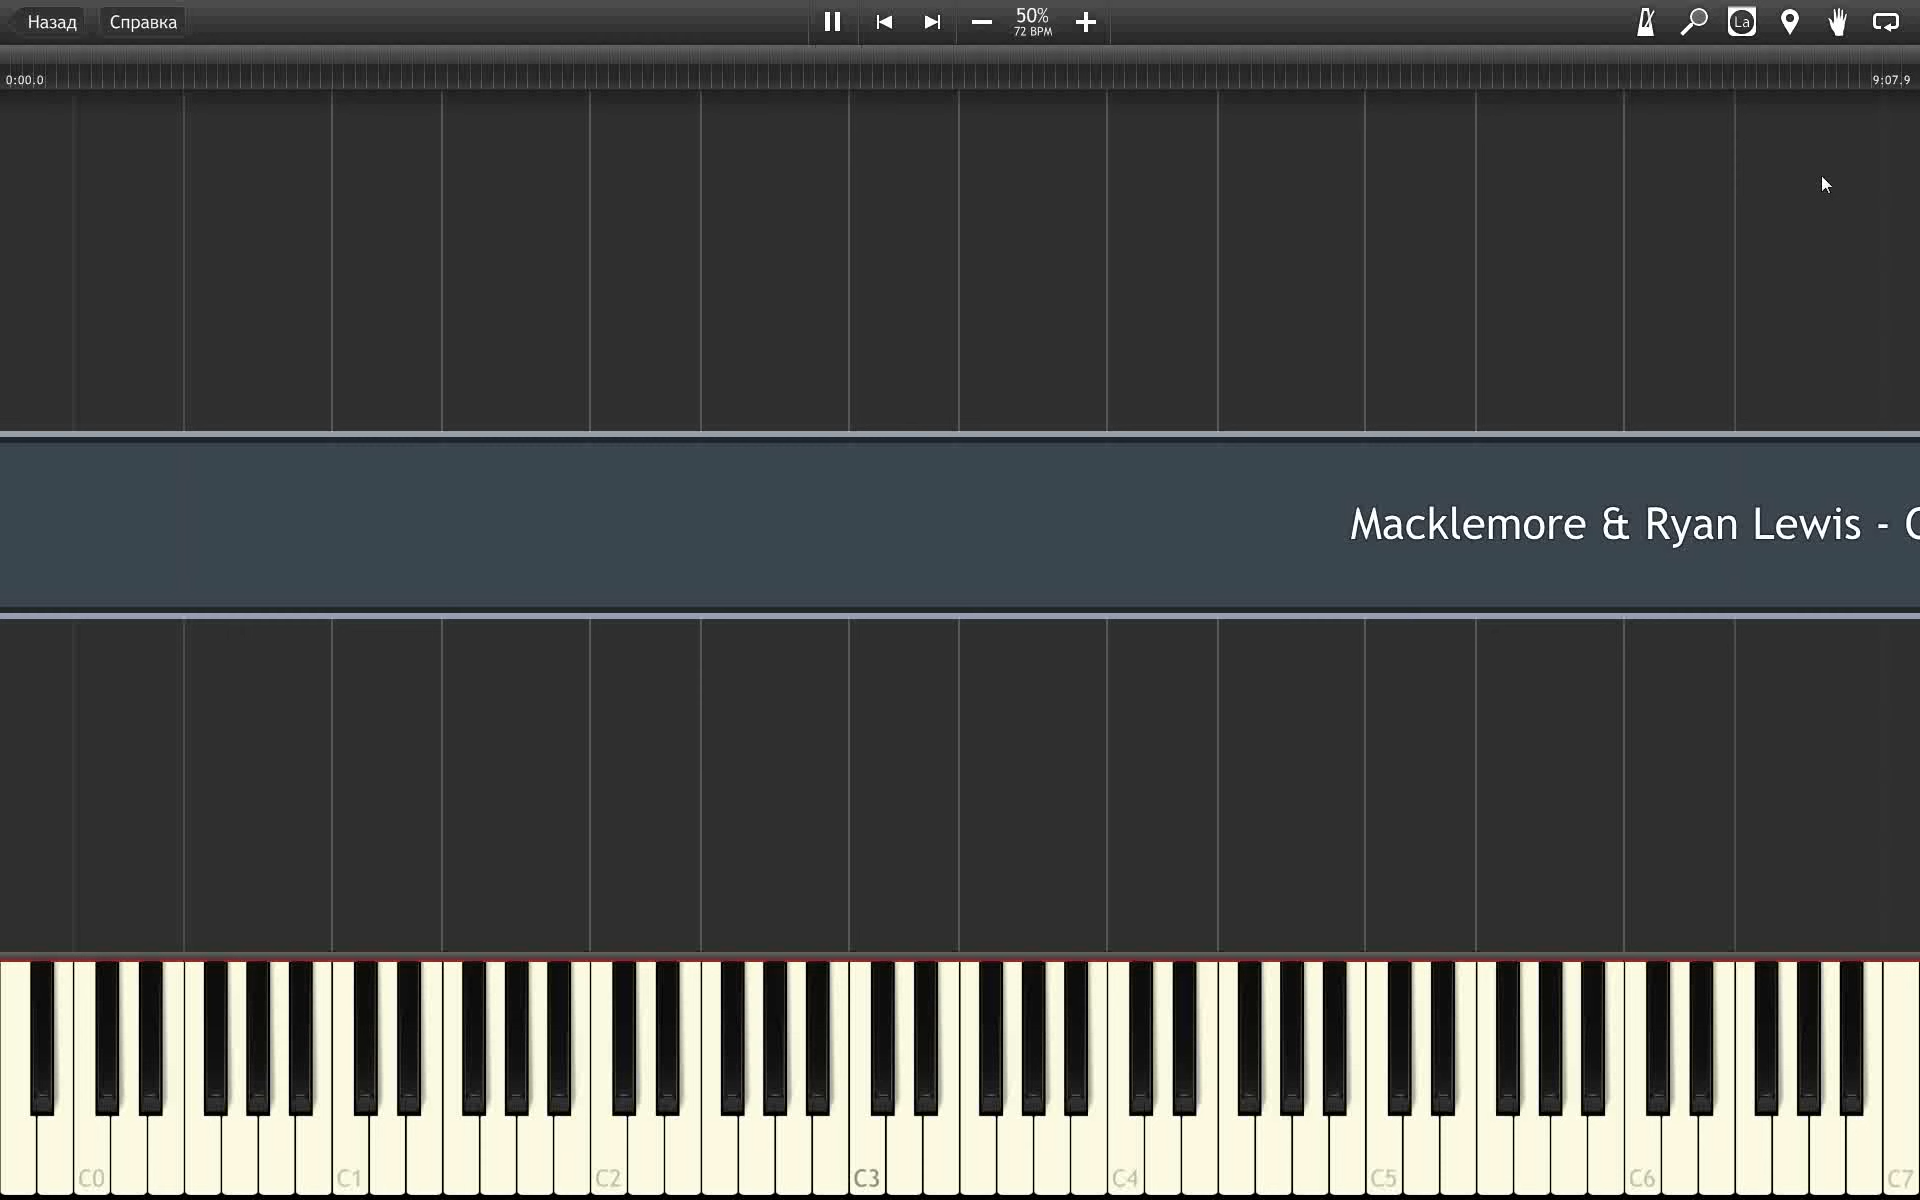 Назад Справка
50%
72 BPM
La
0:00.0 9:07.9
Macklemore & Ryan Lewis -
C0 C1 C2 C3 C4 C5 C6 C7